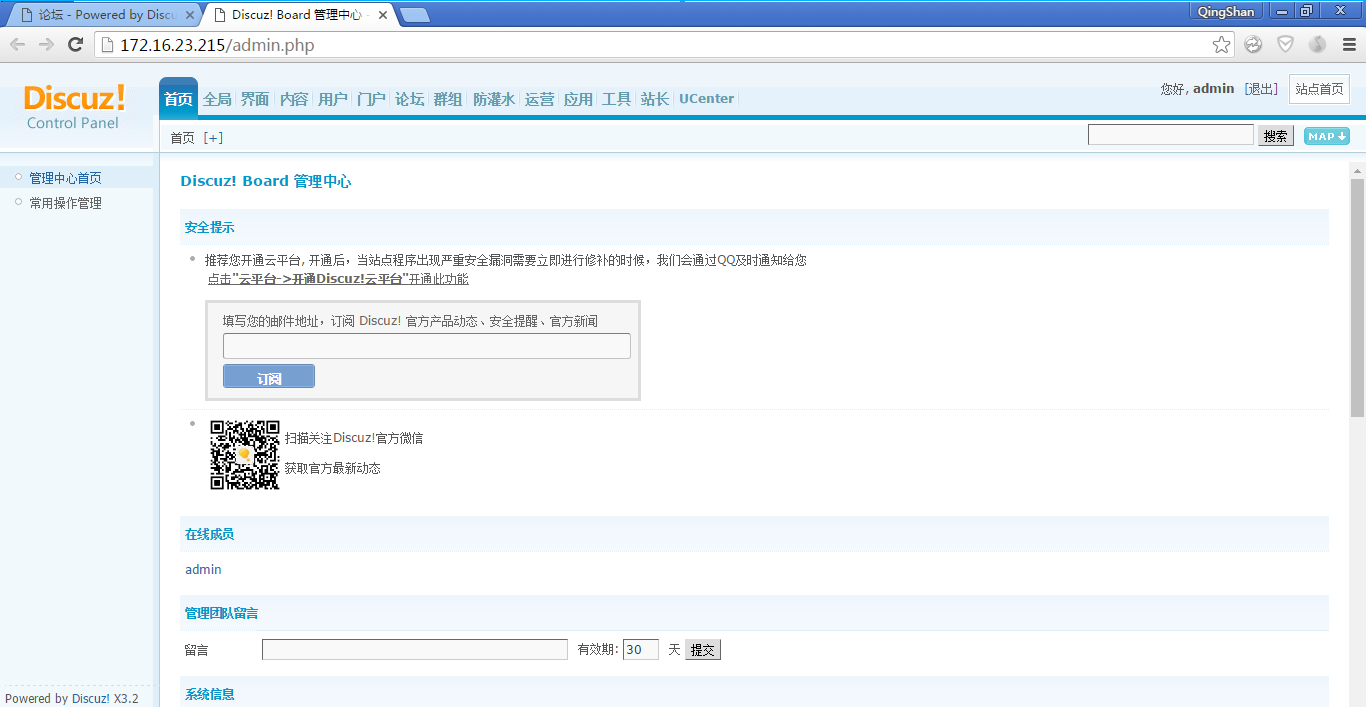 论坛 - Powered by Discu
Discuz! Board 管理中心
QingShan
172.16.23.215/admin.php
Discuz!
Control Panel
首页 全局 界面 内容 用户 门户 论坛 群组 防灌水 运营 应用 工具 站长 UCenter
您好, admin [退出] 站点首页
首页 [+]
搜索 MAP
管理中心首页
常用操作管理
Discuz! Board 管理中心
安全提示
推荐您开通云平台, 开通后，当站点程序出现严重安全漏洞需要立即进行修补的时候，我们会通过QQ及时通知给您
点击"云平台->开通Discuz!云平台"开通此功能
填写您的邮件地址，订阅 Discuz! 官方产品动态、安全提醒、官方新闻
订阅
扫描关注Discuz!官方微信
获取官方最新动态
在线成员
admin
管理团队留言
留言 有效期: 30 天 提交
系统信息
Powered by Discuz! X3.2